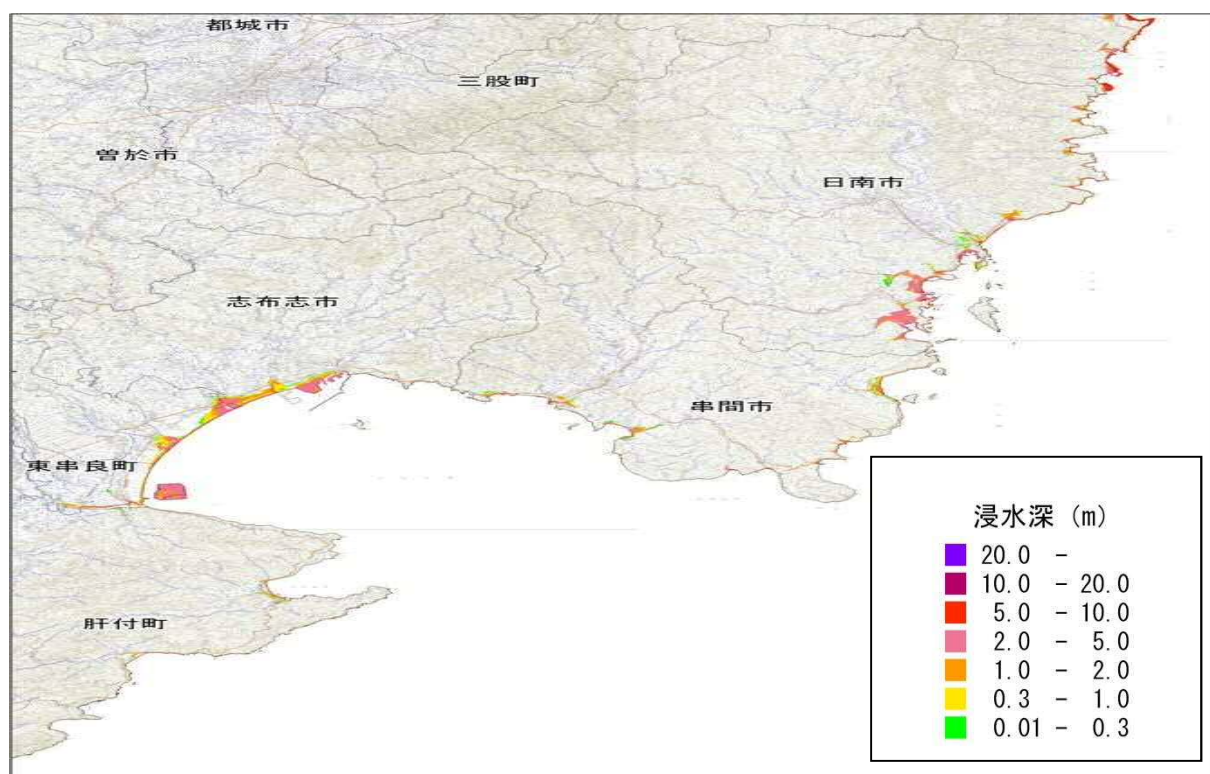 都城市
三股町
曽於市
日南市
志布志市
串間市
東串良町
肝付町
浸水深 (m)
20.0 -
10.0 - 20.0
5.0 - 10.0
2.0 - 5.0
1.0 - 2.0
0.3 - 1.0
0.01 - 0.3